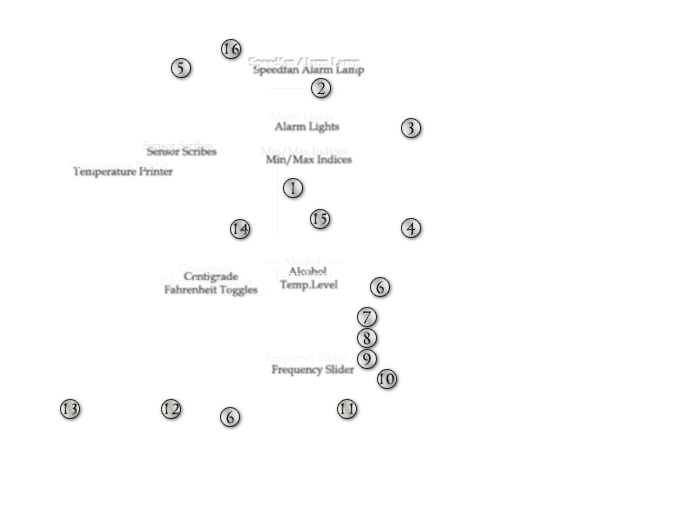 16
5
Speedfan Alarm Lamp
2
Alarm Lights
3
Sensor Scribes
Min/Max Indices
Temperature Printer
1
15
14
4
Centigrade
Fahrenheit Toggles
Alcohol
Temp.Level
6
7
8
9
Frequency Slider
10
13
12
6
11